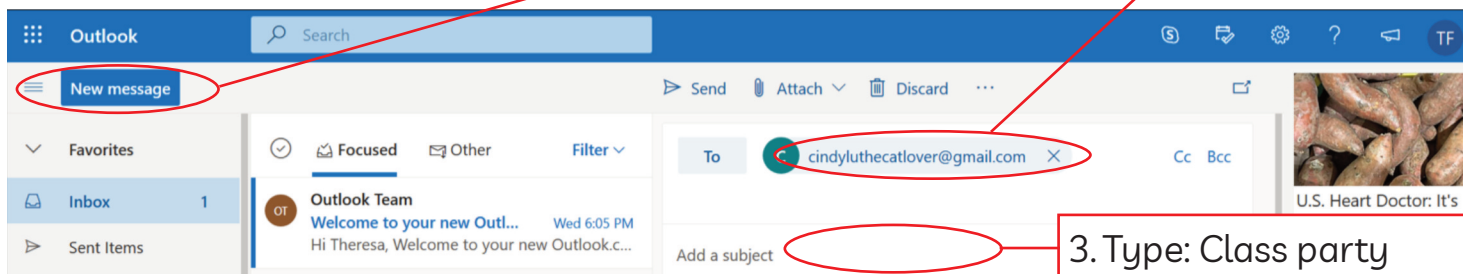 Outlook Search TF
New message Send Attach Discard ...
Favorites Focused Other Filter To C cindyluthecatlover@gmail.com Cc Bcc
Inbox 1 OT Outlook Team
Welcome to your new Outl... Wed 6:05 PM
Hi Theresa, Welcome to your new Outlook.c...
U.S. Heart Doctor: It's
Sent Items Add a subject 3. Type: Class party